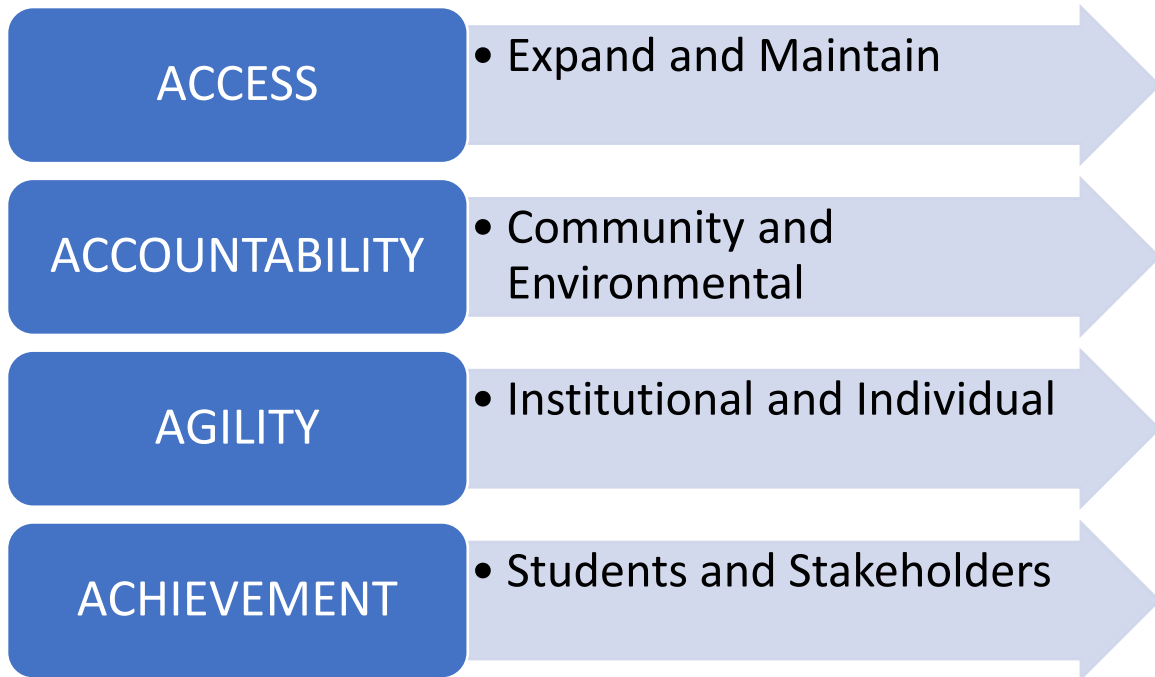 ACCESS
• Expand and Maintain
ACCOUNTABILITY
• Community and
Environmental
AGILITY
• Institutional and Individual
ACHIEVEMENT
• Students and Stakeholders